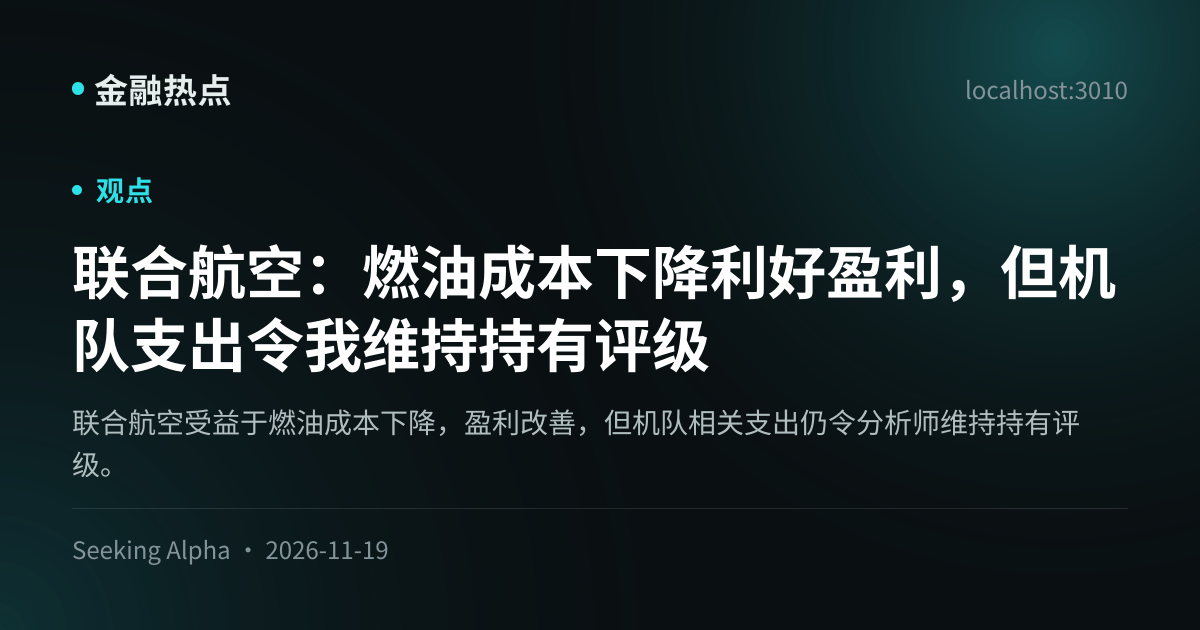 金融热点
localhost:3010
观点
联合航空：燃油成本下降利好盈利，但机
队支出令我维持持有评级
联合航空受益于燃油成本下降，盈利改善，但机队相关支出仍令分析师维持持有评
级。
Seeking Alpha · 2026-11-19